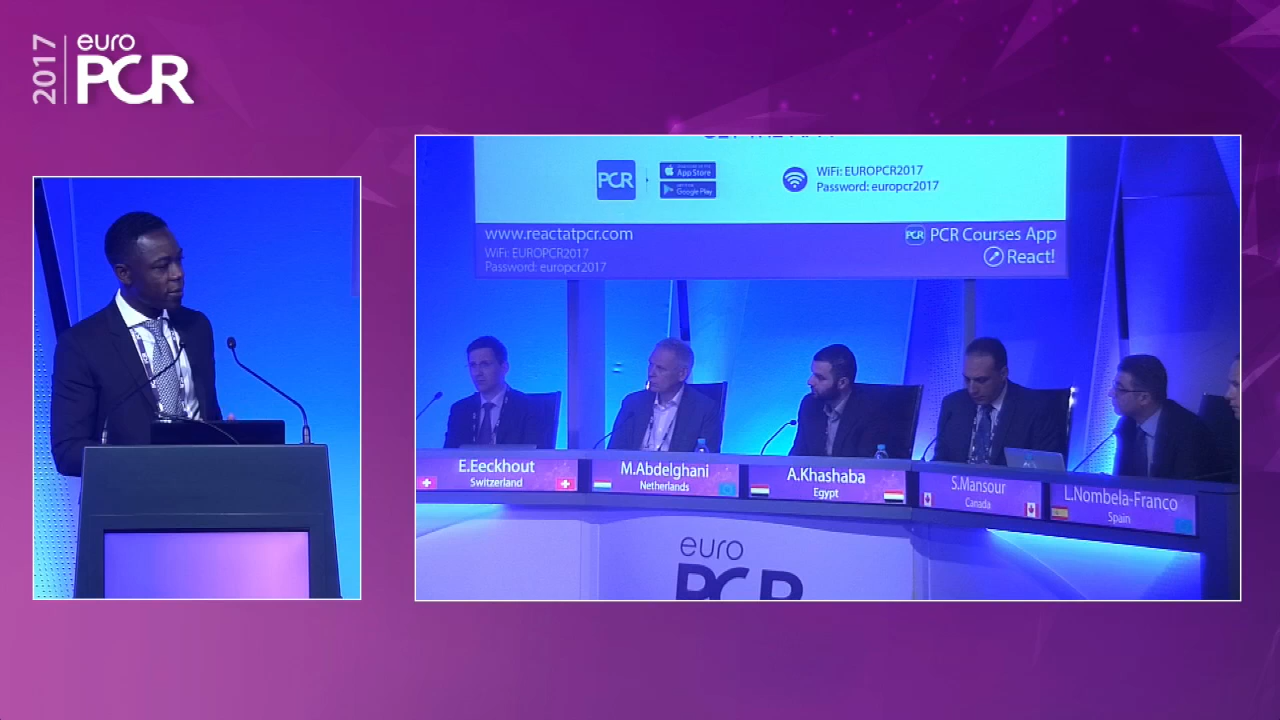 2017
euro
PCR
PCR
App Store
Google Play
WiFi: EUROPCR2017
Password: europcr2017
www.reactatpcr.com
WiFi: EUROPCR2017
Password: europcr2017
PCR
PCR Courses App
React!
E.Eeckhout
Switzerland
M.Abdelghani
Netherlands
A.Khashaba
Egypt
S.Mansour
Canada
L.Nombela-Franco
Spain
euro
PCR